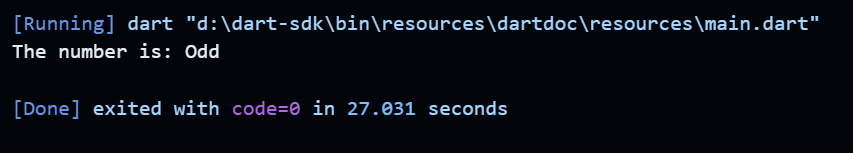 [Running] dart "d:\dart-sdk\bin\resources\dartdoc\resources\main.dart"
The number is: Odd
[Done] exited with code=0 in 27.031 seconds